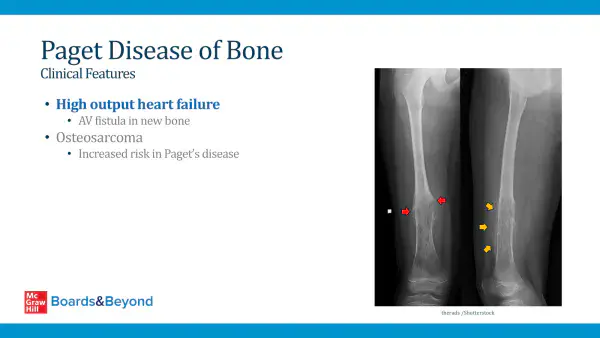 Paget Disease of Bone
Clinical Features
• High output heart failure
• AV fistula in new bone
• Osteosarcoma
• Increased risk in Paget's disease
Mc
Graw
Hill
Boards&Beyond